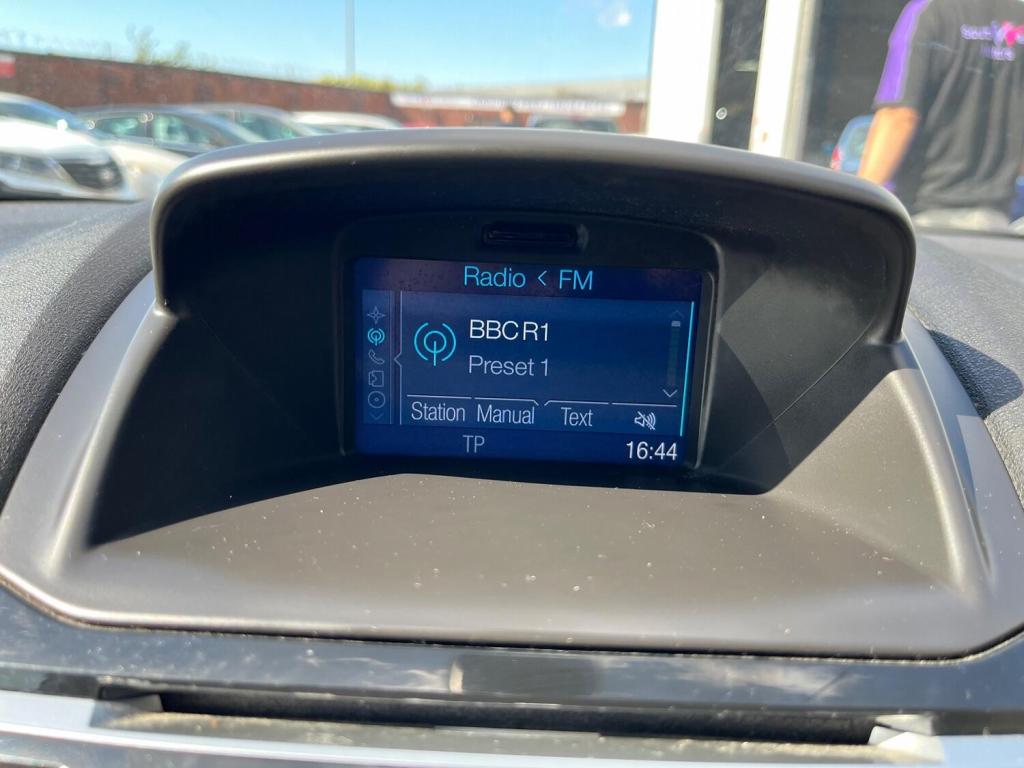 Radio < FM
BBC R1
Preset 1
Station Manual Text
TP 16:44